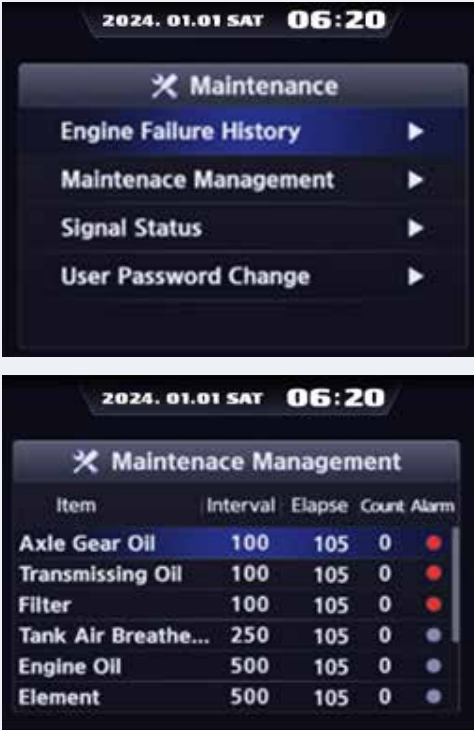 2024. 01.01 SAT 06:20
Maintenance
Engine Failure History
Maintenace Management
Signal Status
User Password Change
2024. 01.01 SAT 06:20
Maintenace Management
Item Interval Elapse Count Alarm
Axle Gear Oil 100 105 0
Transmissing Oil 100 105 0
Filter 100 105 0
Tank Air Breathe... 250 105 0
Engine Oil 500 105 0
Element 500 105 0